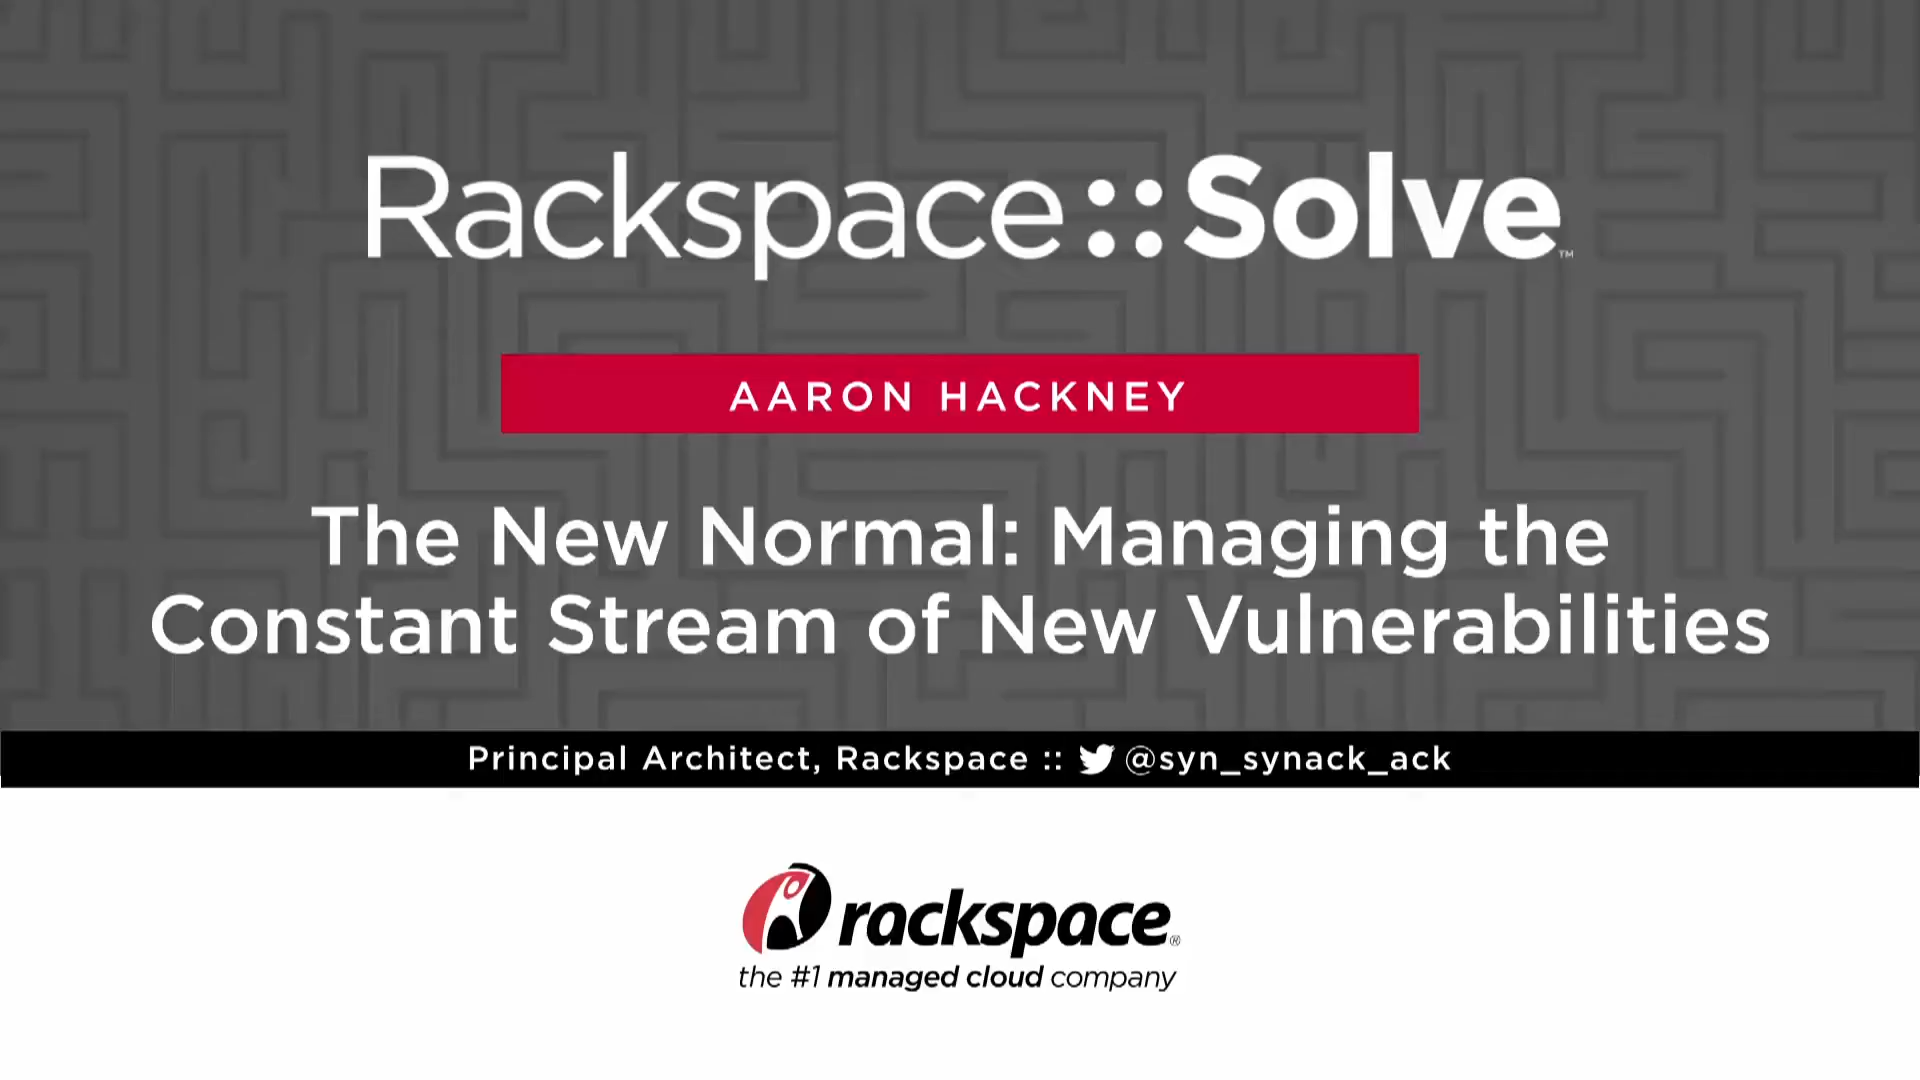 Rackspace::Solve™
AARON HACKNEY
The New Normal: Managing the
Constant Stream of New Vulnerabilities
Principal Architect, Rackspace :: @syn_synack_ack
rackspace®
the #1 managed cloud company